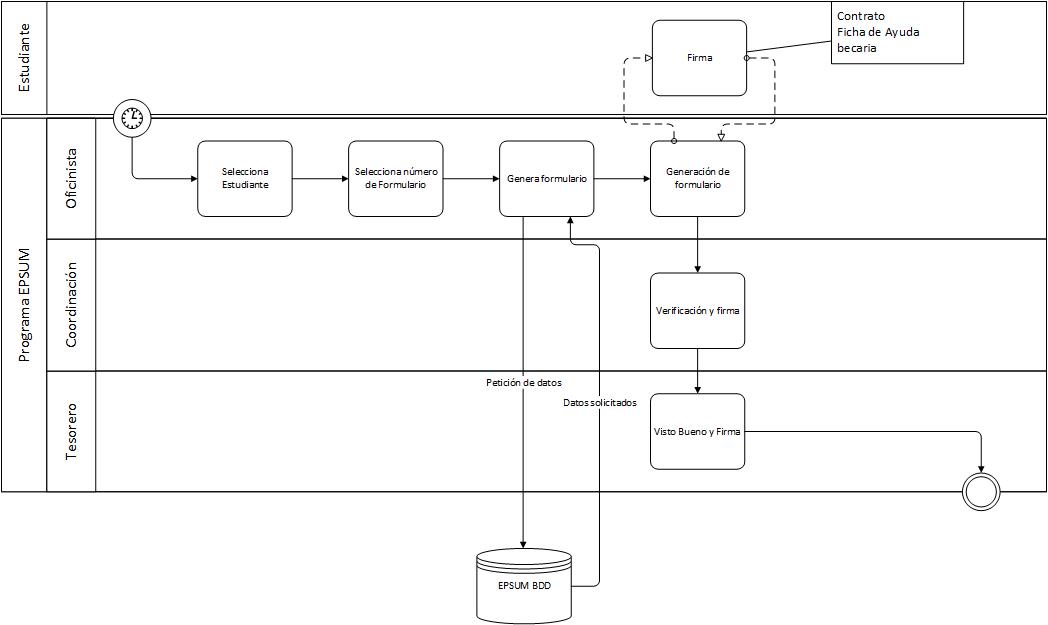 Estudiante
Firma
Contrato
Ficha de Ayuda
becaria
Programa EPSUM
Oficinista
Selecciona
Estudiante
Selecciona número
de Formulario
Genera formulario
Generación de
formulario
Coordinación
Verificación y firma
Tesorero
Petición de datos
Datos solicitados
Visto Bueno y Firma
EPSUM BDD